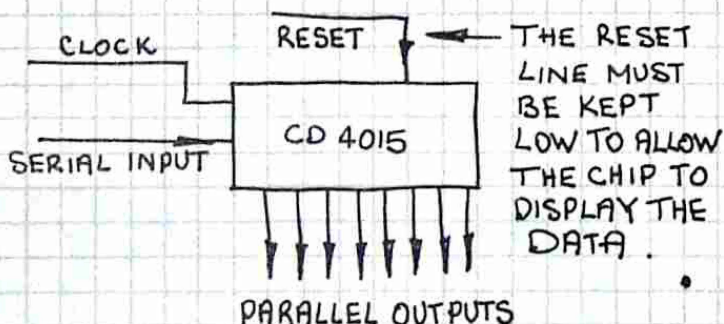 CLOCK
RESET
THE RESET
LINE MUST
BE KEPT
LOW TO ALLOW
THE CHIP TO
DISPLAY THE
DATA.
CD 4015
SERIAL INPUT
PARALLEL OUTPUTS